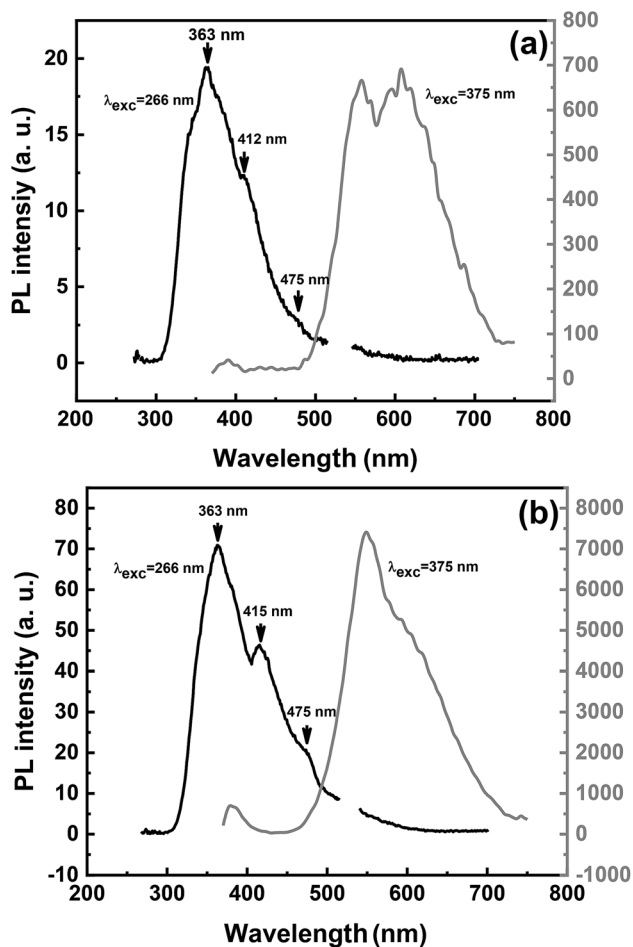 363 nm
(a)
λexc=266 nm
λexc=375 nm
412 nm
475 nm
PL intensiy (a. u.)
20
15
10
5
0
800
700
600
500
400
300
200
100
0
200 300 400 500 600 700 800
Wavelength (nm)
363 nm
(b)
λexc=266 nm
λexc=375 nm
415 nm
475 nm
PL intensity (a. u.)
80
70
60
50
40
30
20
10
0
-10
8000
7000
6000
5000
4000
3000
2000
1000
0
-1000
200 300 400 500 600 700 800
Wavelength (nm)